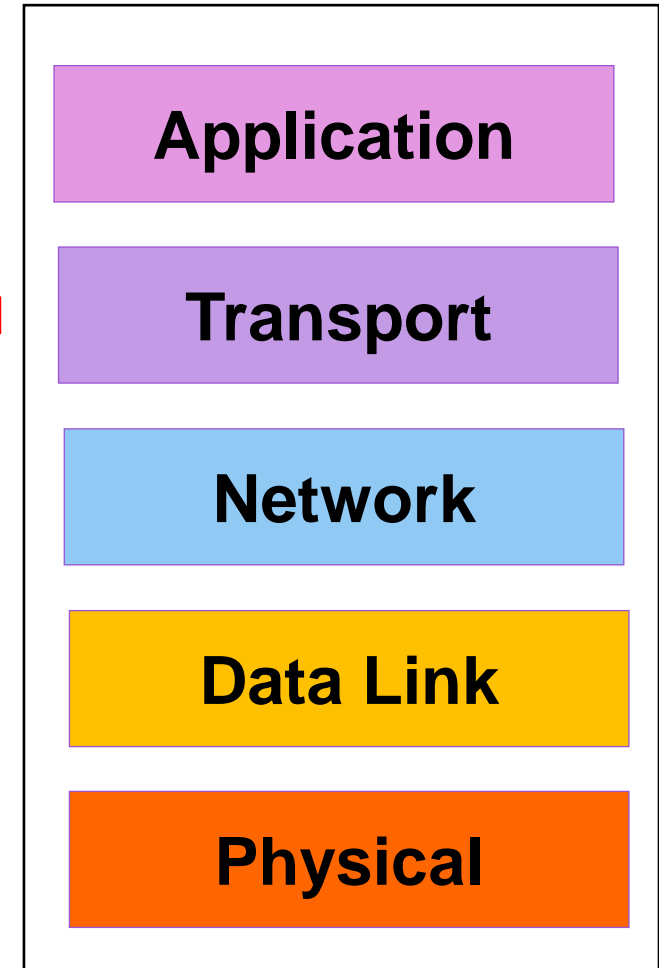 Application
Transport
Network
Data Link
Physical